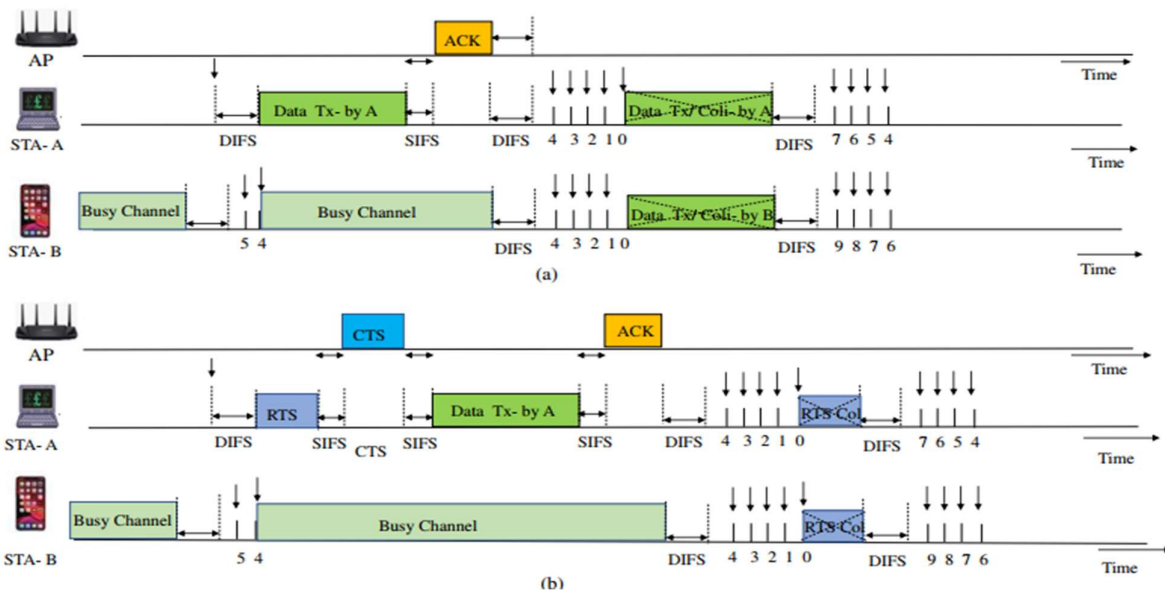 ACK
AP
Time
Data Tx- by A
Data Tx/ Coli- by A
STA- A
DIFS SIFS DIFS 4 3 2 1 0 DIFS 7 6 5 4
Busy Channel
Busy Channel
Data Tx/ Coli- by B
STA- B
5 4 DIFS 4 3 2 1 0 DIFS 9 8 7 6
Time
Time
(a)
CTS
ACK
AP
Time
RTS
Data Tx- by A
RTS Col
STA- A
DIFS SIFS CTS SIFS SIFS DIFS 4 3 2 1 0 DIFS 7 6 5 4
Time
Busy Channel
Busy Channel
RTS Col
STA- B
5 4 DIFS 4 3 2 1 0 DIFS 9 8 7 6
Time
(b)